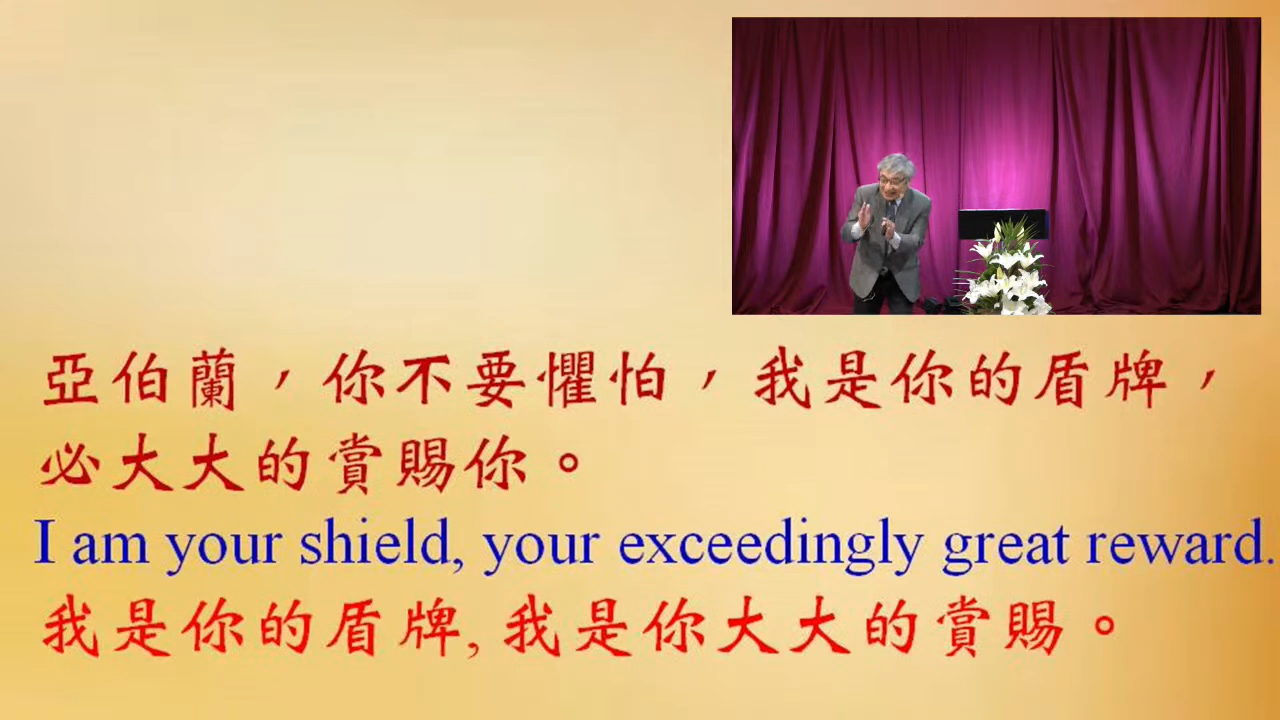 亞伯蘭，你不要懼怕，我是你的盾牌，
必大大的賞賜你。
I am your shield, your exceedingly great reward.
我是你的盾牌, 我是你大大的賞賜。